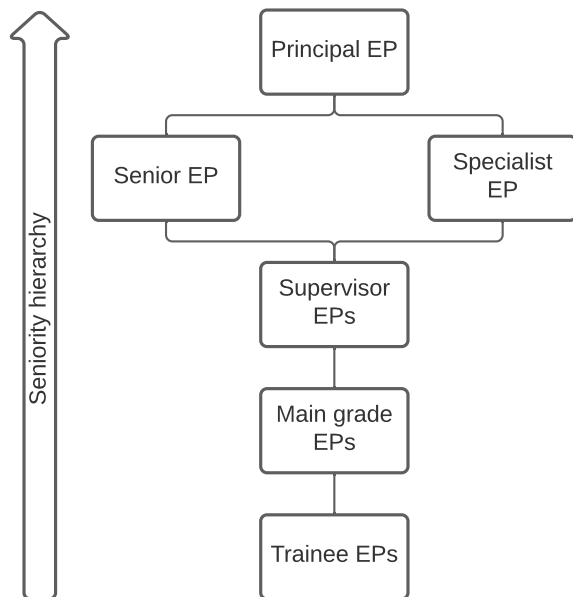 Principal EP
Senior EP
Specialist
EP
Supervisor
EPs
Main grade
EPs
Trainee EPs
Seniority hierarchy